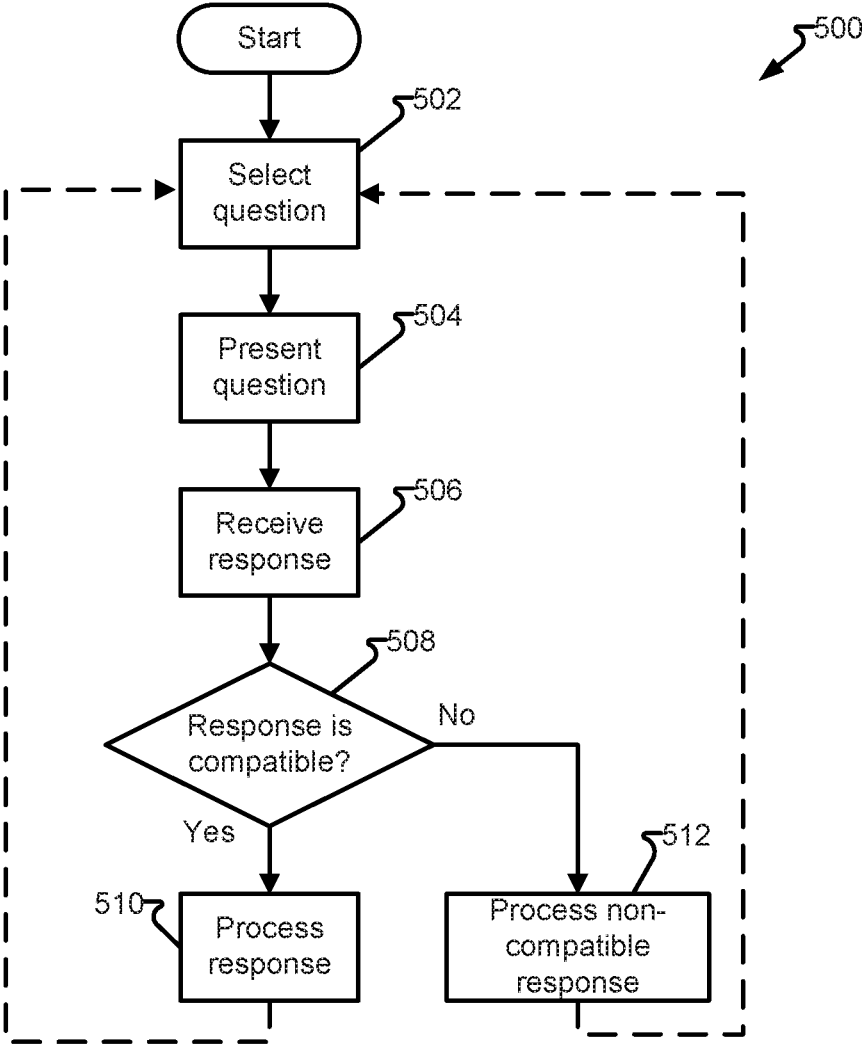 Start
500
502
Select
question
504
Present
question
506
Receive
response
508
Response is
compatible?
No
Yes
510
Process
response
512
Process non-
compatible
response